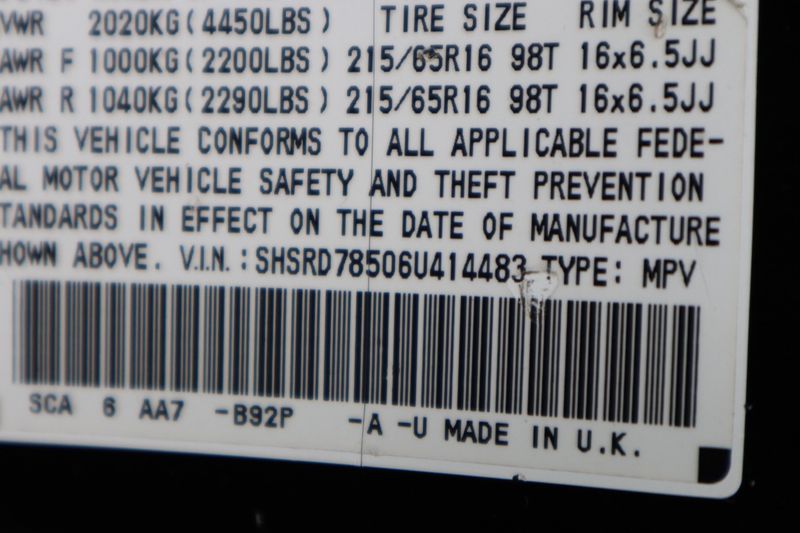 VWR 2020KG(4450LBS) TIRE SIZE RIM SIZE
AWR F 1000KG(2200LBS) 215/65R16 98T 16x6.5JJ
AWR R 1040KG(2290LBS) 215/65R16 98T 16x6.5JJ
THIS VEHICLE CONFORMS TO ALL APPLICABLE FEDE-
AL MOTOR VEHICLE SAFETY AND THEFT PREVENTION
TANDARDS IN EFFECT ON THE DATE OF MANUFACTURE
HOWN ABOVE. V.I.N.:SHSRD78506U414483 TYPE: MPV
SCA 6 AA7 -B92P -A -U MADE IN U.K.